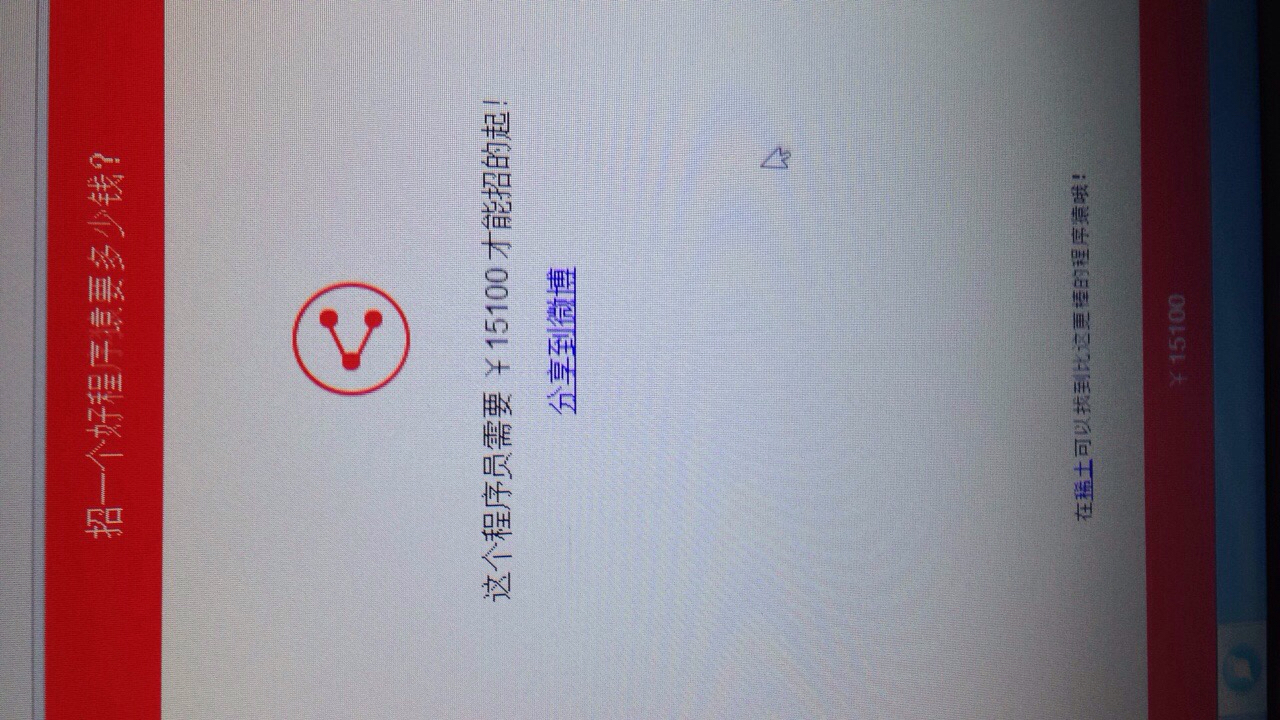 招一个好程序猿要多少钱?
这个程序员需要 ￥15100 才能招的起!
分享到微博
在稀土可以找到比这更棒的程序猿哦!
￥15100